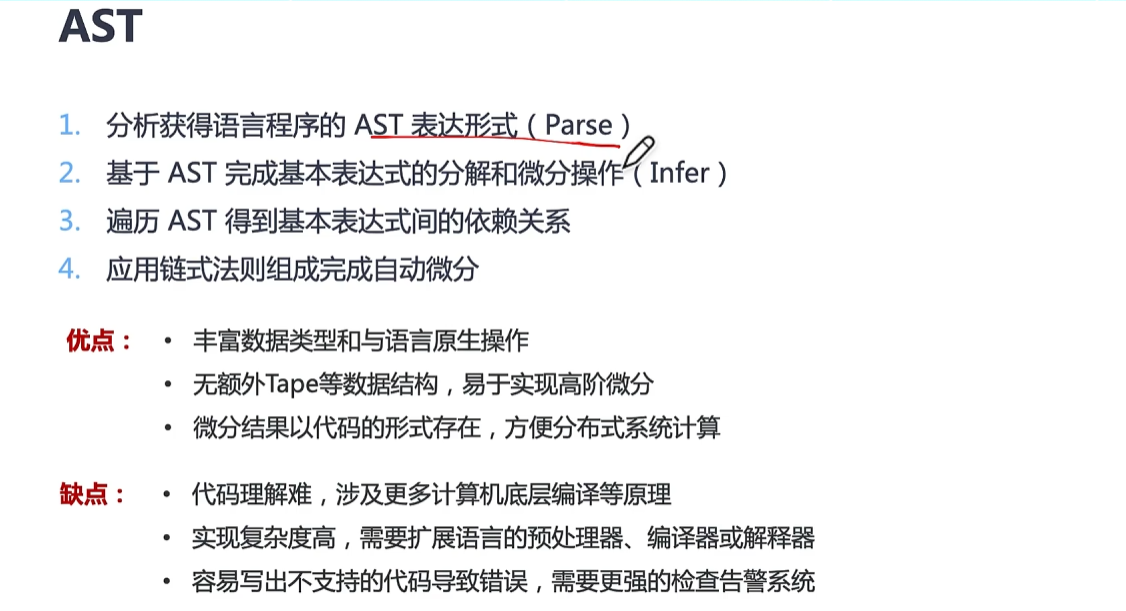 AST
1. 分析获得语言程序的 AST 表达形式（Parse）
2. 基于 AST 完成基本表达式的分解和微分操作（Infer）
3. 遍历 AST 得到基本表达式间的依赖关系
4. 应用链式法则组成完成自动微分
优点： • 丰富数据类型和与语言原生操作
• 无额外Tape等数据结构，易于实现高阶微分
• 微分结果以代码的形式存在，方便分布式系统计算
缺点： • 代码理解难，涉及更多计算机底层编译等原理
• 实现复杂度高，需要扩展语言的预处理器、编译器或解释器
• 容易写出不支持的代码导致错误，需要更强的检查告警系统